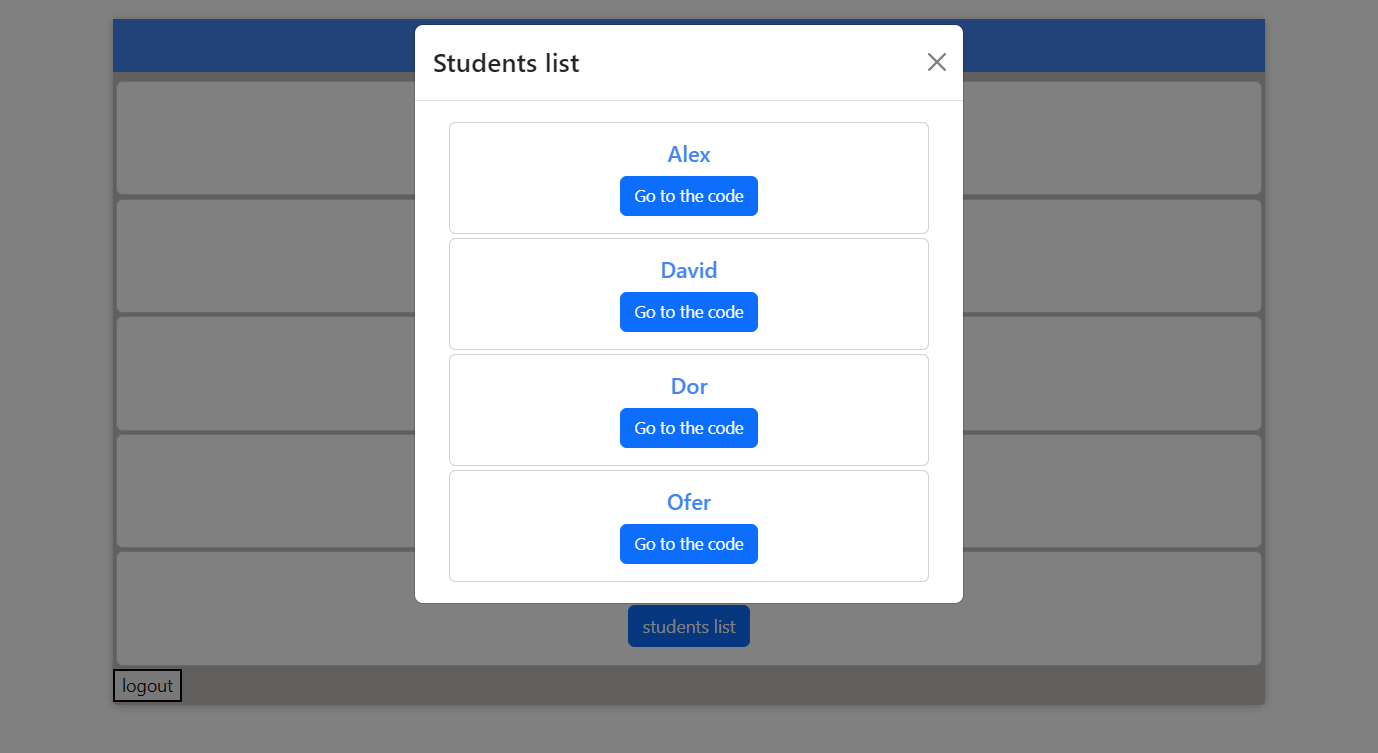 Students list
Alex
Go to the code
David
Go to the code
Dor
Go to the code
Ofer
Go to the code
students list
logout